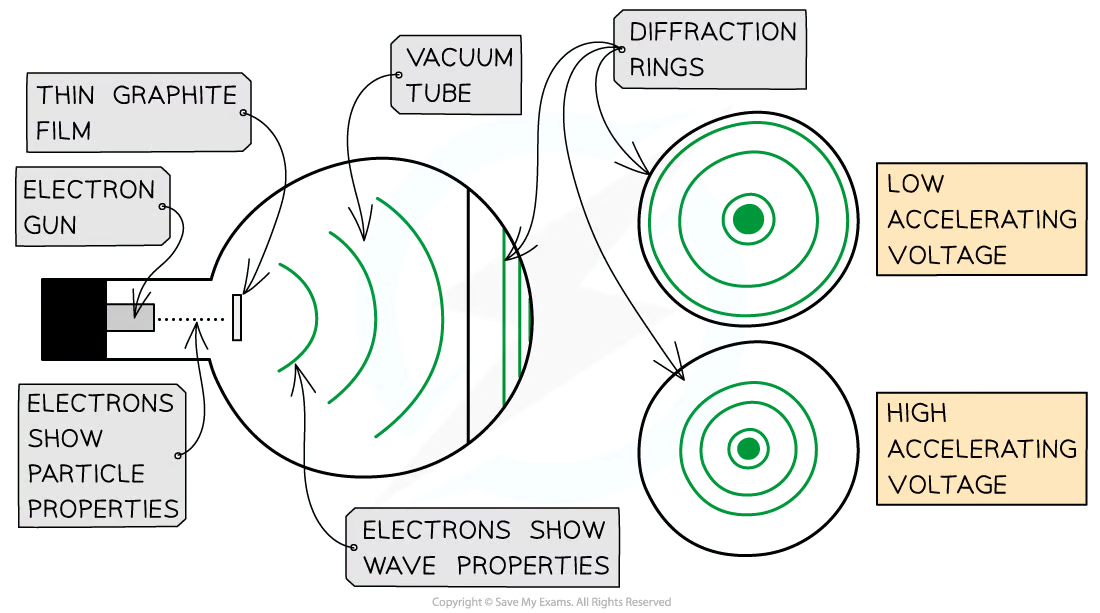 DIFFRACTION
RINGS
VACUUM
TUBE
THIN GRAPHITE
FILM
ELECTRON
GUN
LOW
ACCELERATING
VOLTAGE
ELECTRONS
SHOW
PARTICLE
PROPERTIES
HIGH
ACCELERATING
VOLTAGE
ELECTRONS SHOW
WAVE PROPERTIES
Copyright © Save My Exams. All Rights Reserved